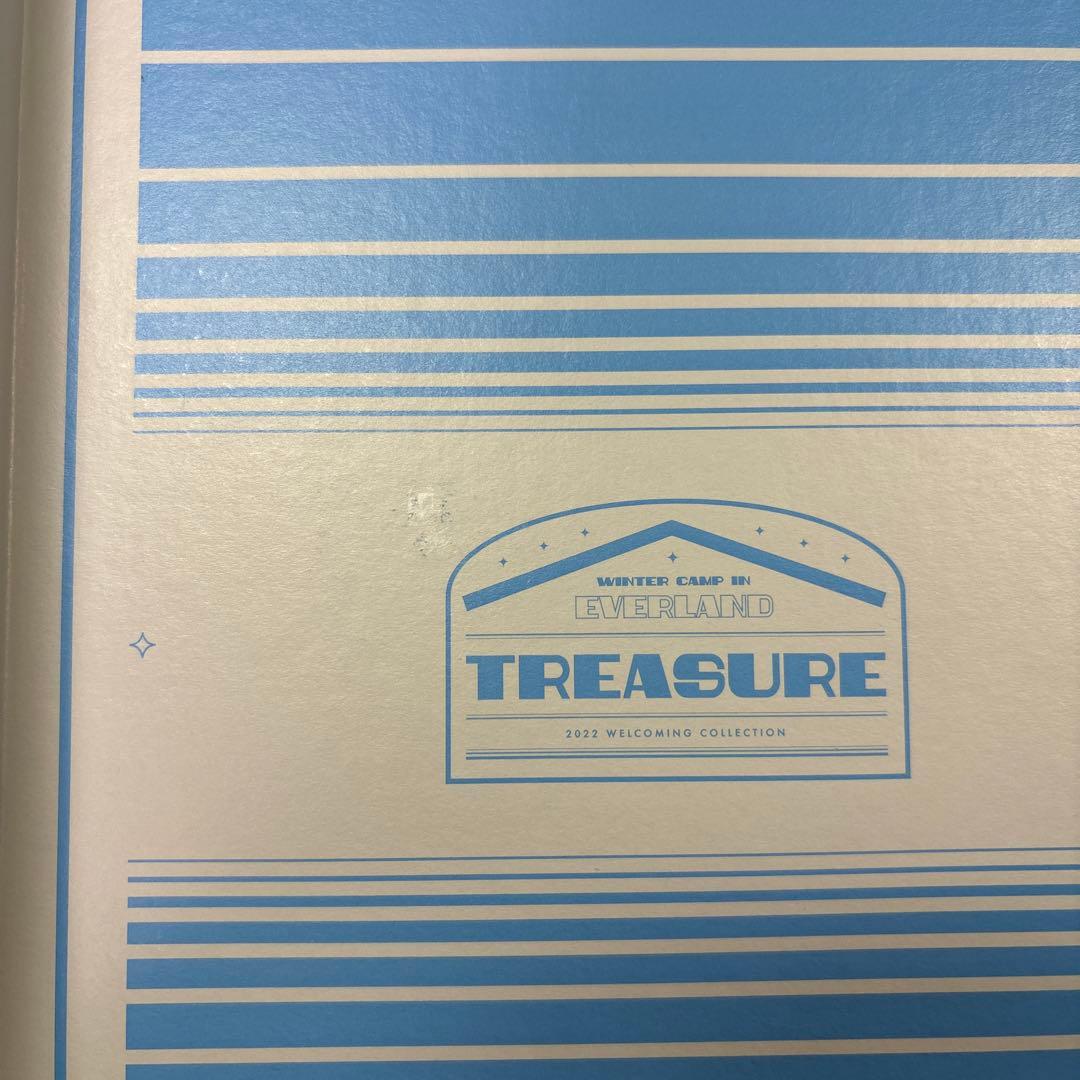 WINTER CAMP IN
EVERLAND
TREASURE
2022 WELCOMING COLLECTION